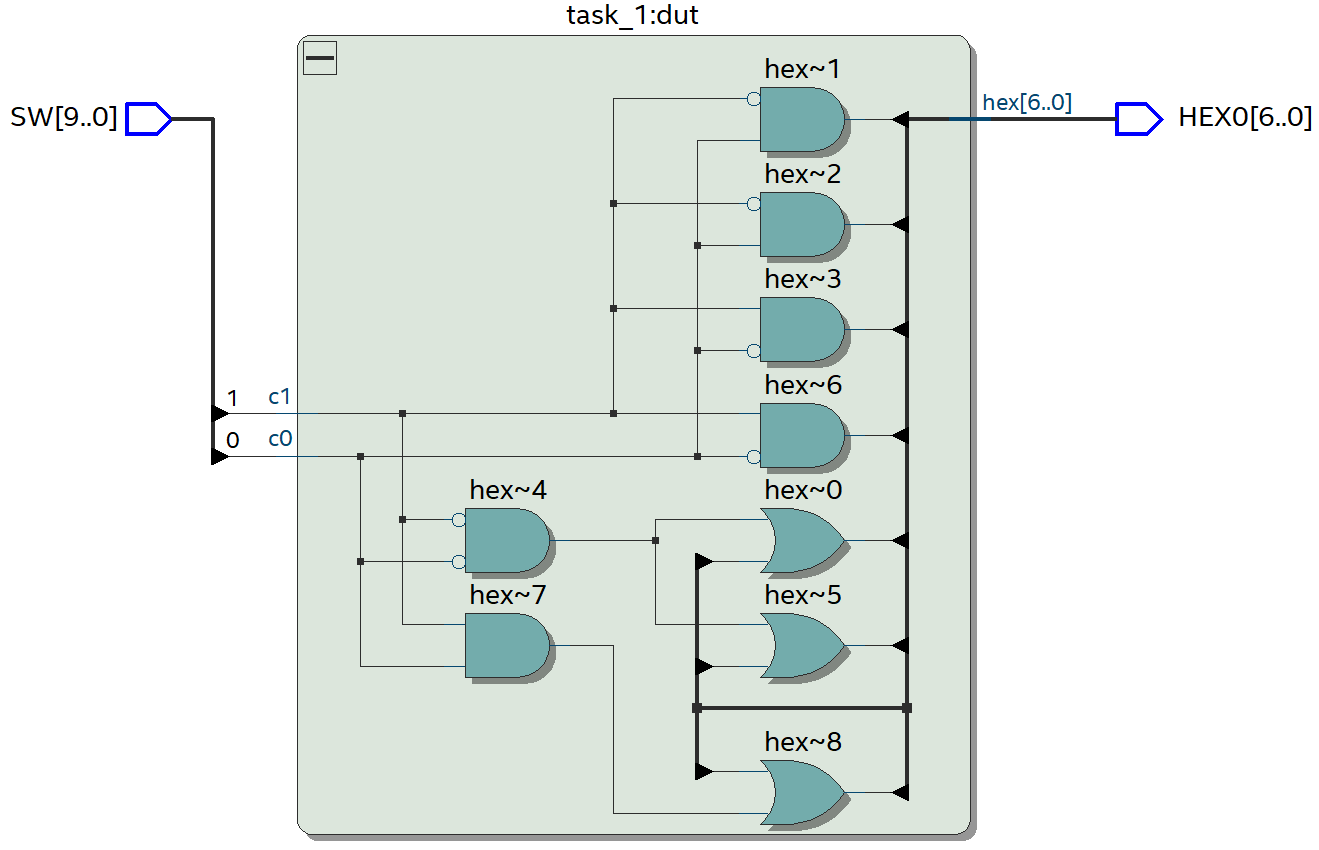 task_1:dut
hex~1
SW[9..0]
hex[6..0]
HEX0[6..0]
hex~2
hex~3
hex~6
1
c1
0
c0
hex~4
hex~0
hex~7
hex~5
hex~8